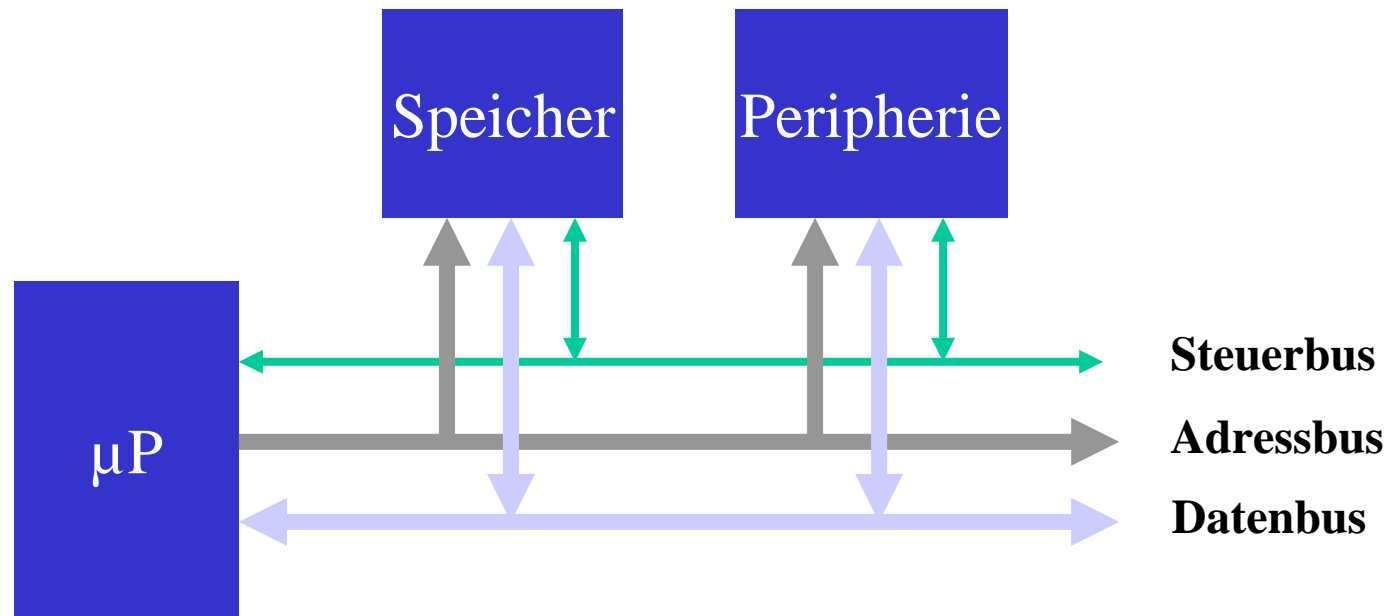 Speicher
Peripherie
µP
Steuerbus
Adressbus
Datenbus